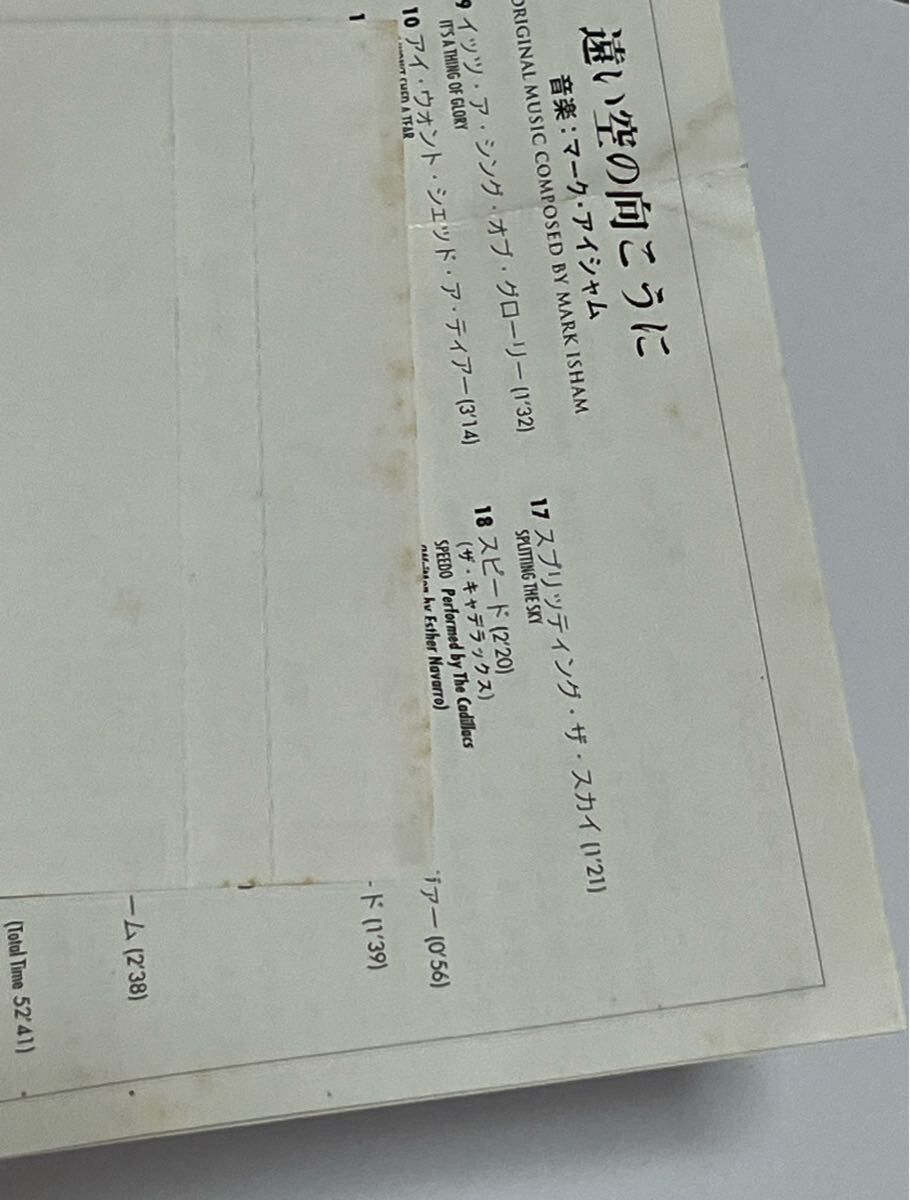 遠い空の向こうに
音楽：マーク・アイシャム
ORIGINAL MUSIC COMPOSED BY MARK ISHAM
9 イッツ・ア・シング・オブ・グローリー (1'32)
IT'S A THING OF GLORY
10 アイ・ウォント・シェッド・ア・ティアー (3'14)
1
17 スプリッティング・ザ・スカイ (1'21)
SPLITTING THE SKY
18 スピード (2'20)
(ザ・キャデラックス)
SPEEDO Performed by The Cadillacs
by Esther Navarro)
ァー (0'56)
ード (1'39)
ーム (2'38)
(Total Time 52'41)